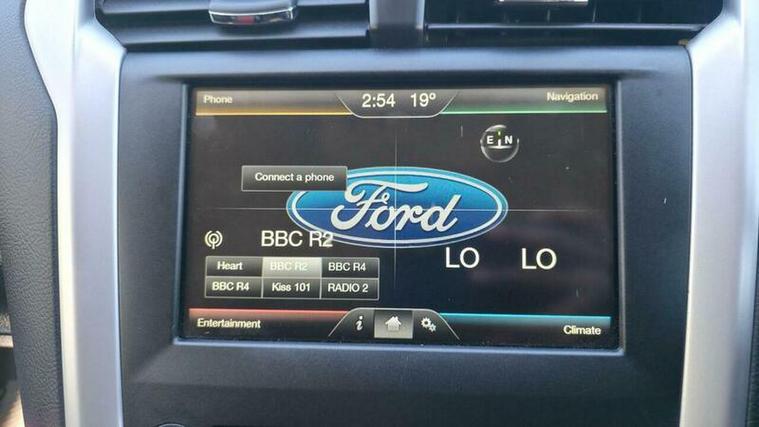 Phone
2:54 19°
Navigation
E N
Connect a phone
Ford
BBC R2
LO LO
Heart BBC R2 BBC R4
BBC R4 Kiss 101 RADIO 2
Entertainment
i
Climate